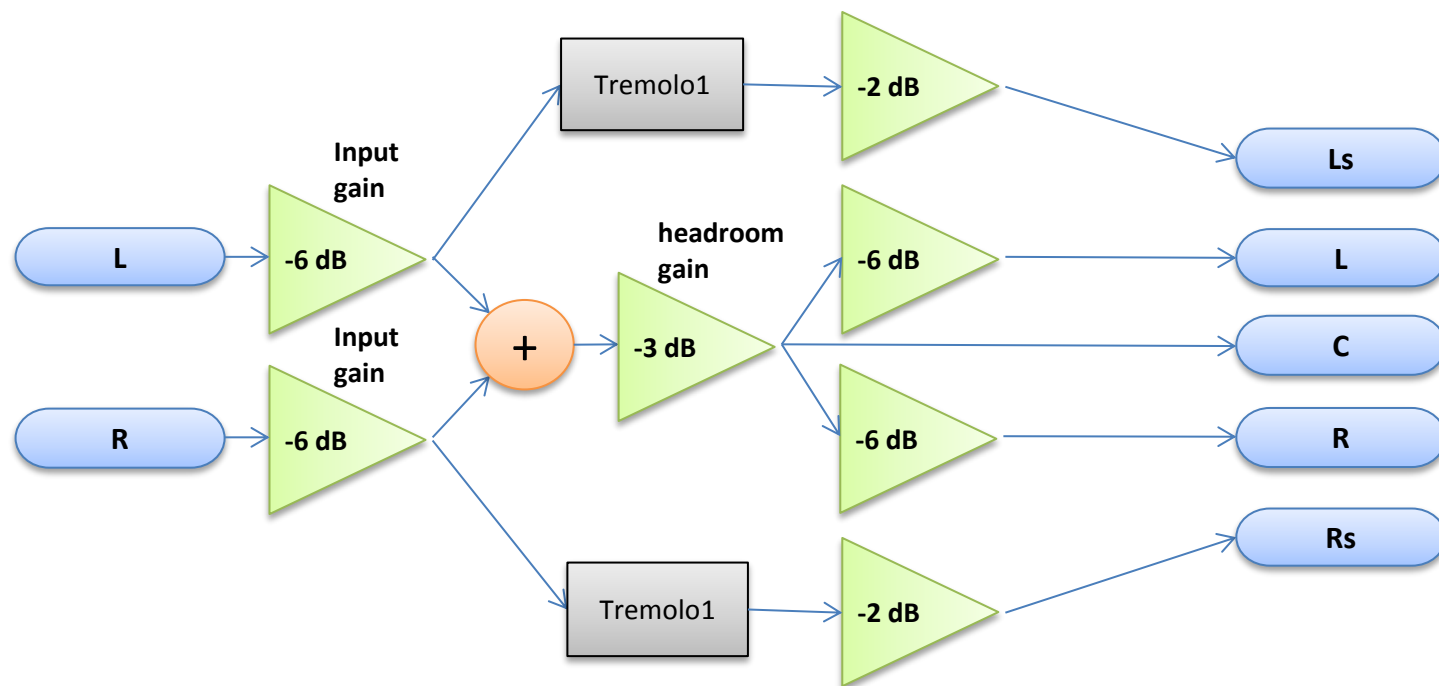 Tremolo1
-2 dB
Input
gain
Ls
L
-6 dB
headroom
gain
-6 dB
L
Input
gain
+
-3 dB
C
R
-6 dB
-6 dB
R
Rs
Tremolo1
-2 dB